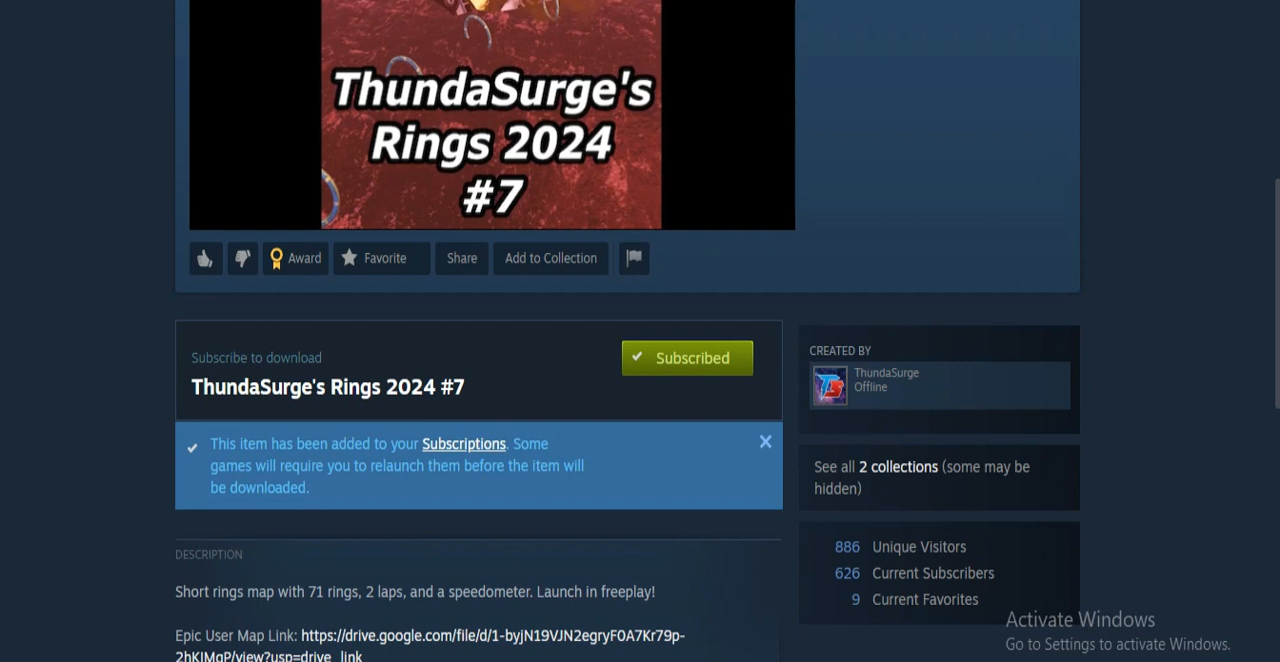 ThundaSurge's
Rings 2024
#7
Award
Favorite
Share
Add to Collection
Subscribe to download
ThundaSurge's Rings 2024 #7
Subscribed
This item has been added to your Subscriptions. Some
games will require you to relaunch them before the item will
be downloaded.
DESCRIPTION
Short rings map with 71 rings, 2 laps, and a speedometer. Launch in freeplay!
Epic User Map Link: https://drive.google.com/file/d/1-byjN19VJN2egryF0A7Kr79p-
2hKIMqP/view?usp=drive_link
CREATED BY
TS
ThundaSurge
Offline
See all 2 collections (some may be
hidden)
886 Unique Visitors
626 Current Subscribers
9 Current Favorites
Activate Windows
Go to Settings to activate Windows.